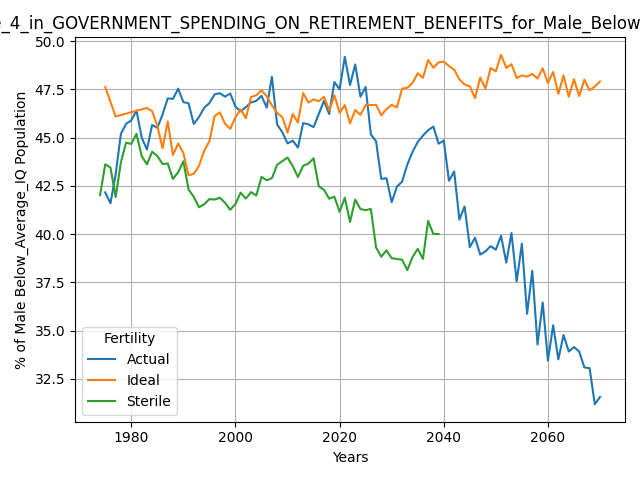 _4_in_GOVERNMENT_SPENDING_ON_RETIREMENT_BENEFITS_for_Male_Below
50.0
47.5
45.0
42.5
40.0
37.5
35.0
32.5
% of Male Below_Average_IQ Population
Fertility
Actual
Ideal
Sterile
1980
2000
2020
2040
2060
Years